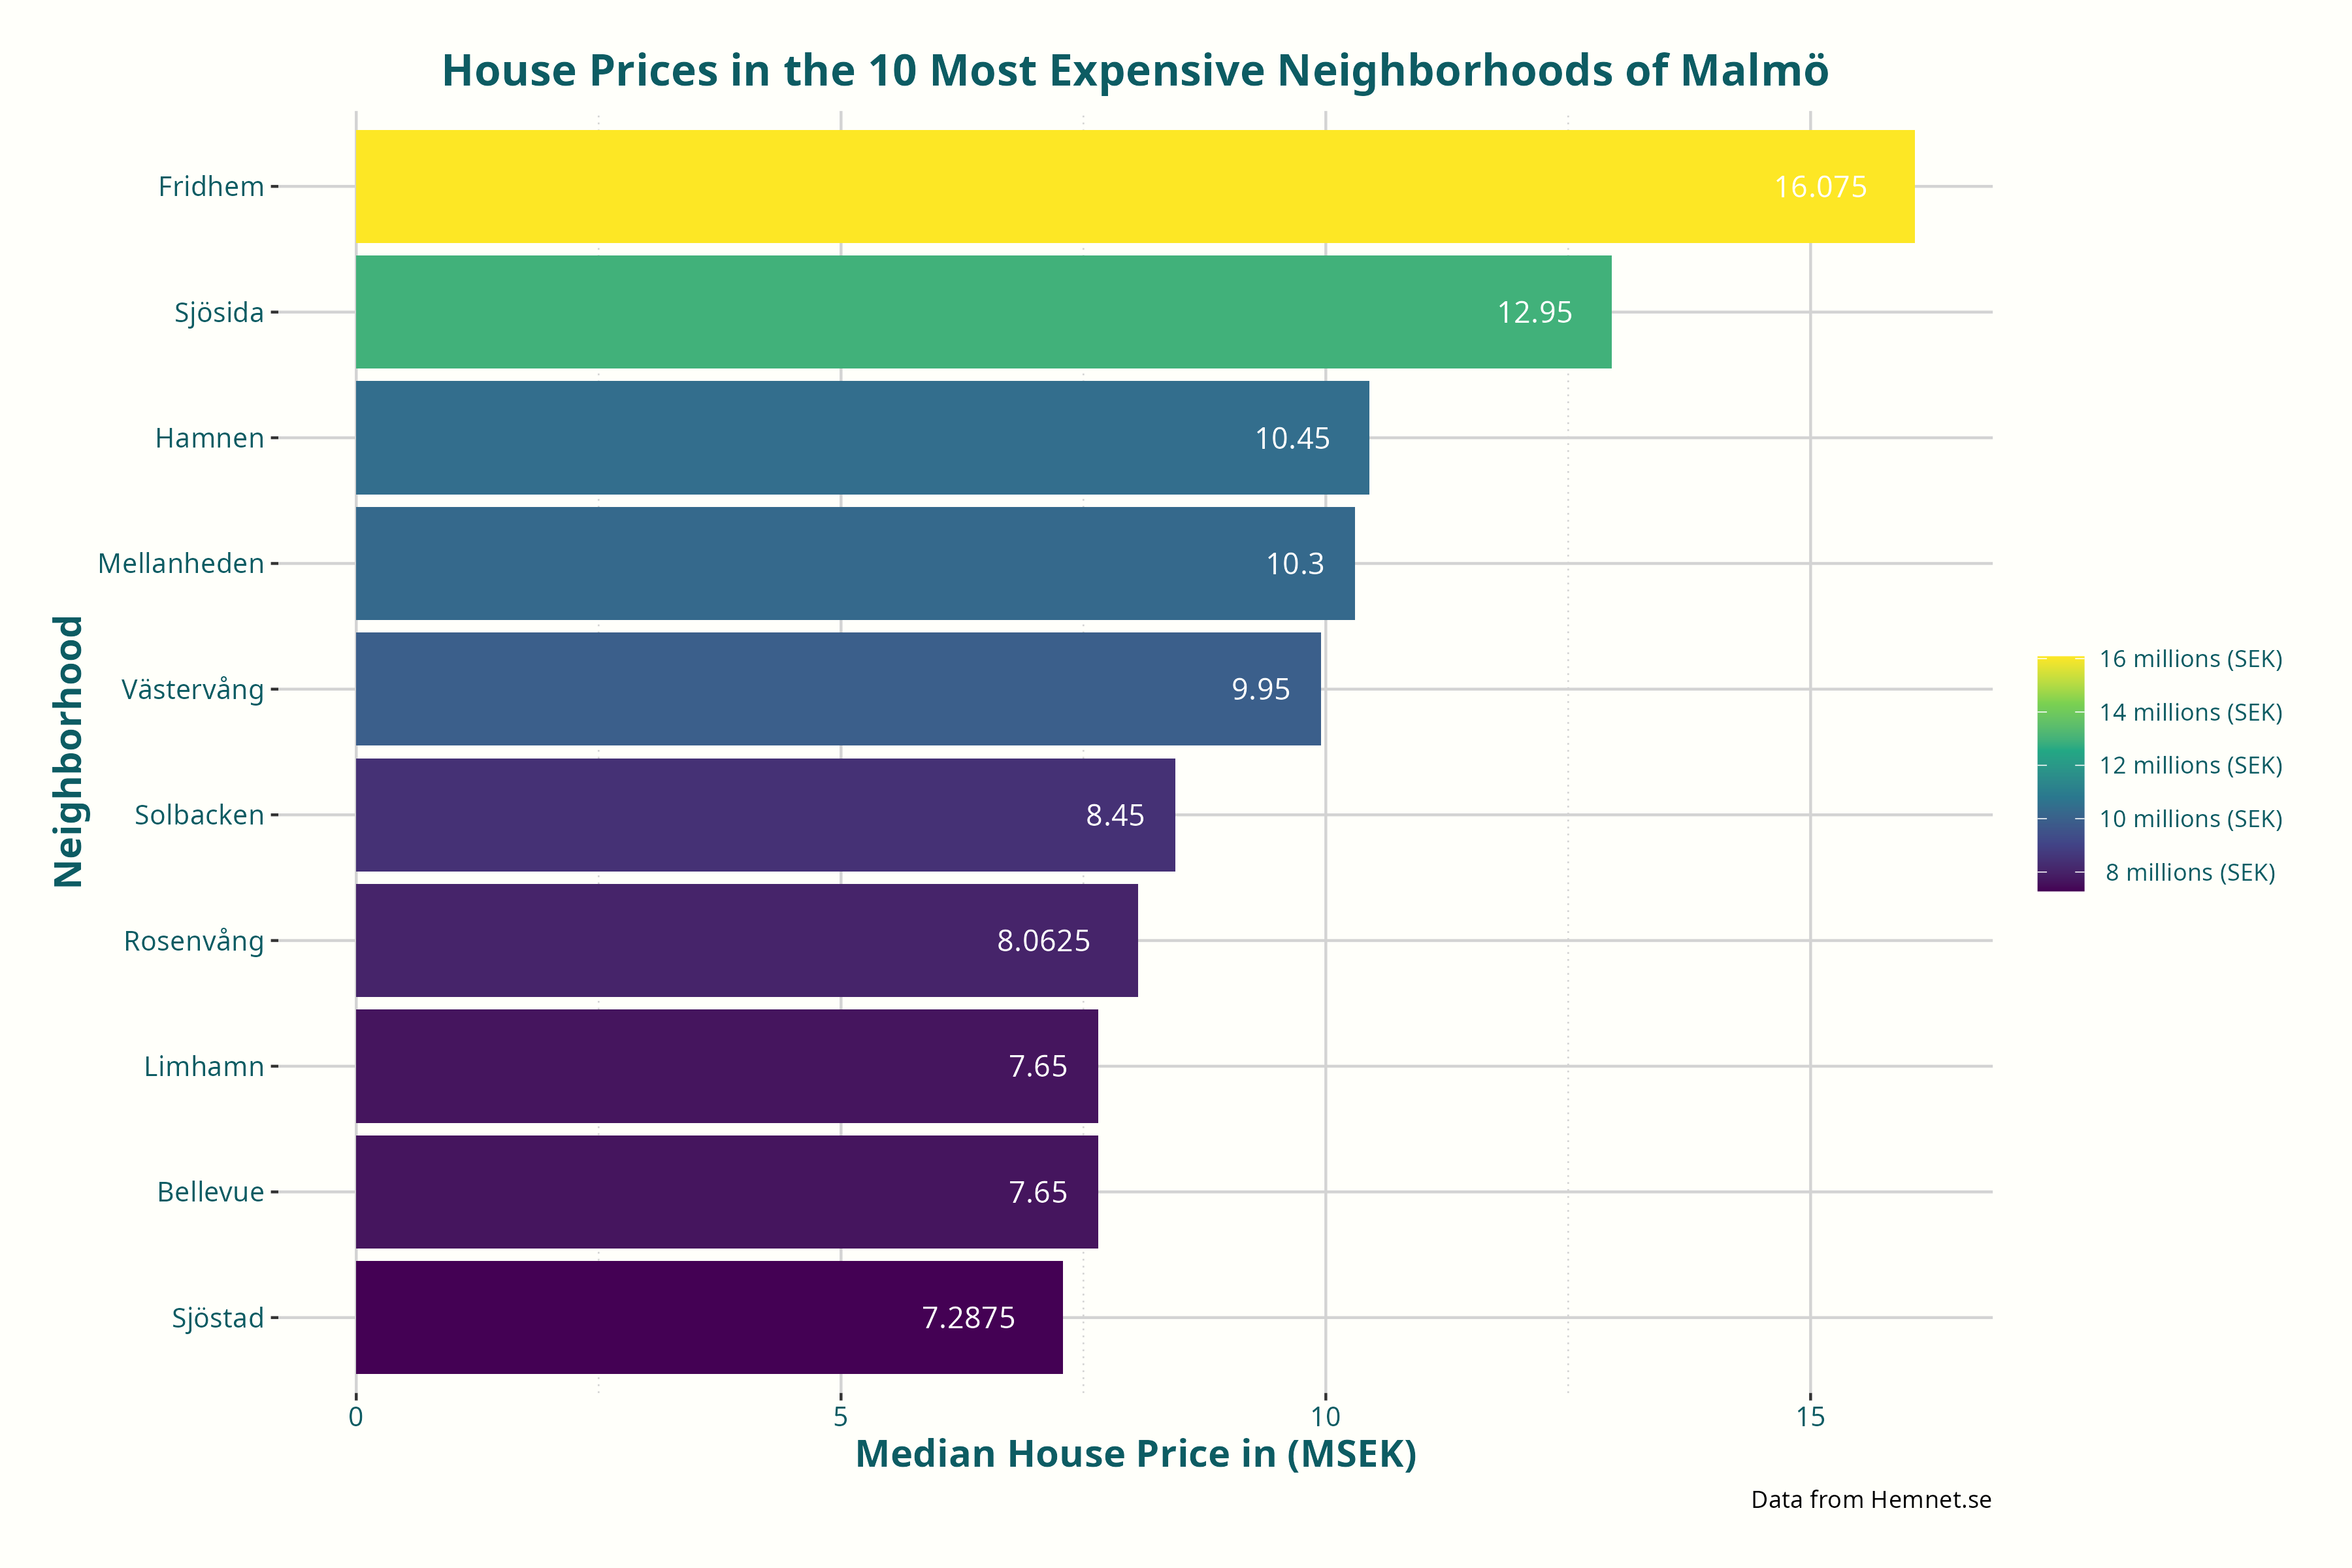 House Prices in the 10 Most Expensive Neighborhoods of Malmö
Neighborhood
Fridhem 16.075
Sjösida 12.95
Hamnen 10.45
Mellanheden 10.3
Västervång 9.95
Solbacken 8.45
Rosenvång 8.0625
Limhamn 7.65
Bellevue 7.65
Sjöstad 7.2875
0 5 10 15
Median House Price in (MSEK)
16 millions (SEK)
14 millions (SEK)
12 millions (SEK)
10 millions (SEK)
8 millions (SEK)
Data from Hemnet.se